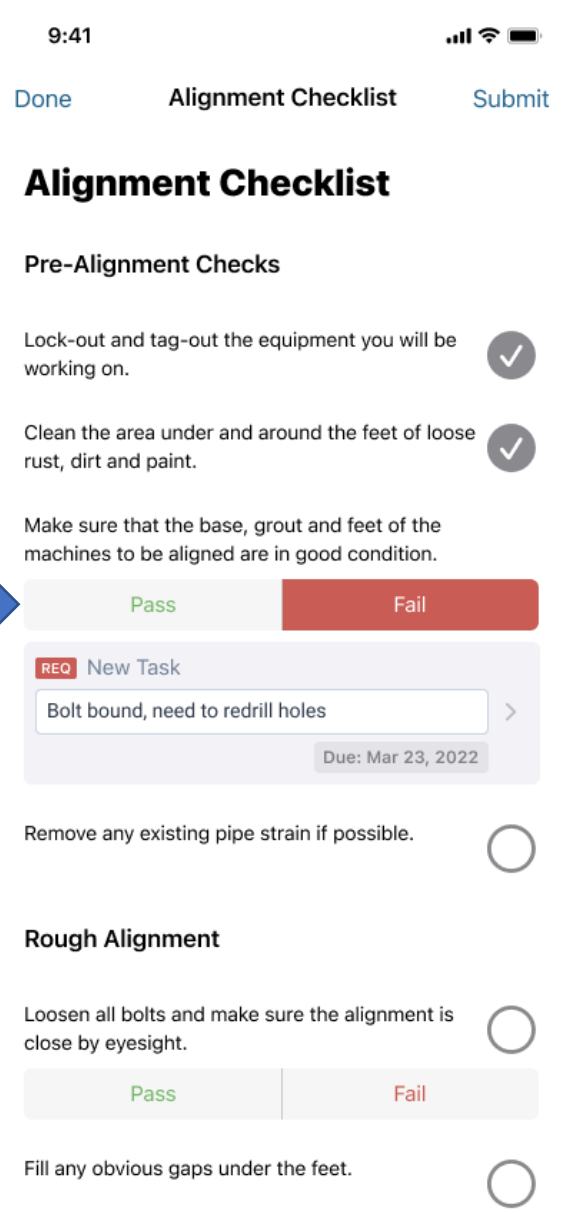 9:41
Done Alignment Checklist Submit
Alignment Checklist
Pre-Alignment Checks
Lock-out and tag-out the equipment you will be
working on.
Clean the area under and around the feet of loose
rust, dirt and paint.
Make sure that the base, grout and feet of the
machines to be aligned are in good condition.
Pass Fail
REQ New Task
Bolt bound, need to redrill holes
Due: Mar 23, 2022
Remove any existing pipe strain if possible.
Rough Alignment
Loosen all bolts and make sure the alignment is
close by eyesight.
Pass Fail
Fill any obvious gaps under the feet.